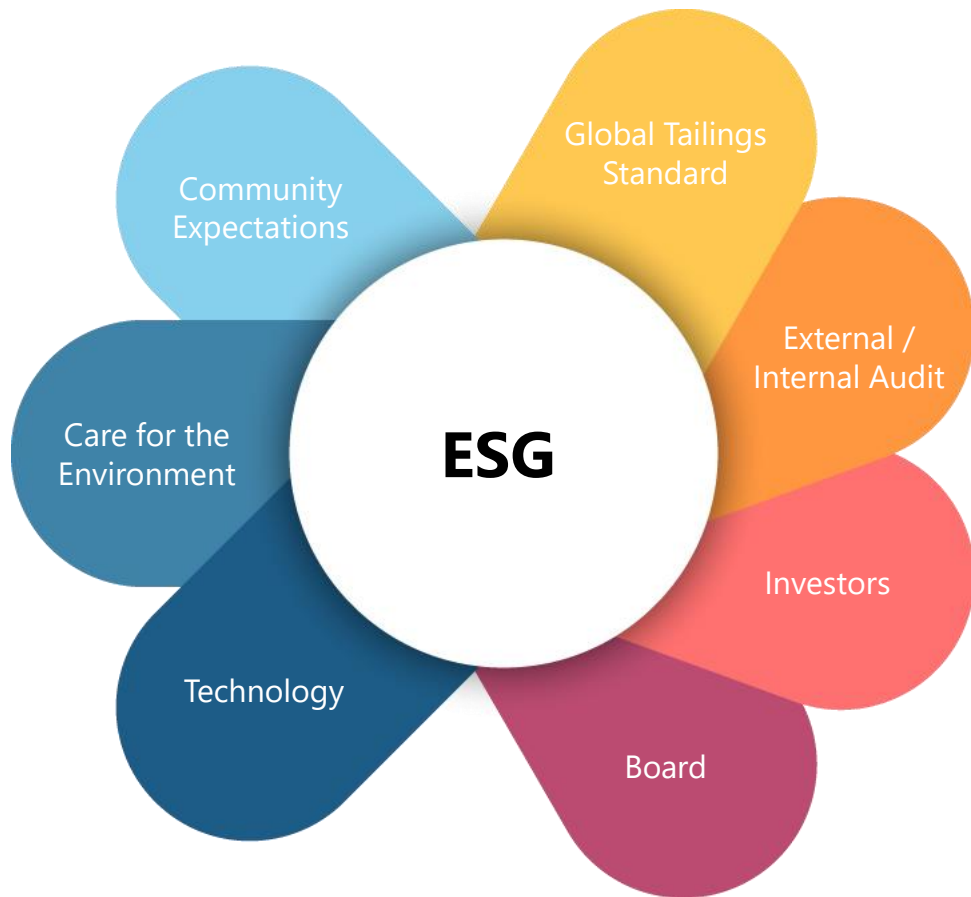 Global Tailings
Standard
Community
Expectations
External /
Internal Audit
Care for the
Environment
ESG
Investors
Technology
Board